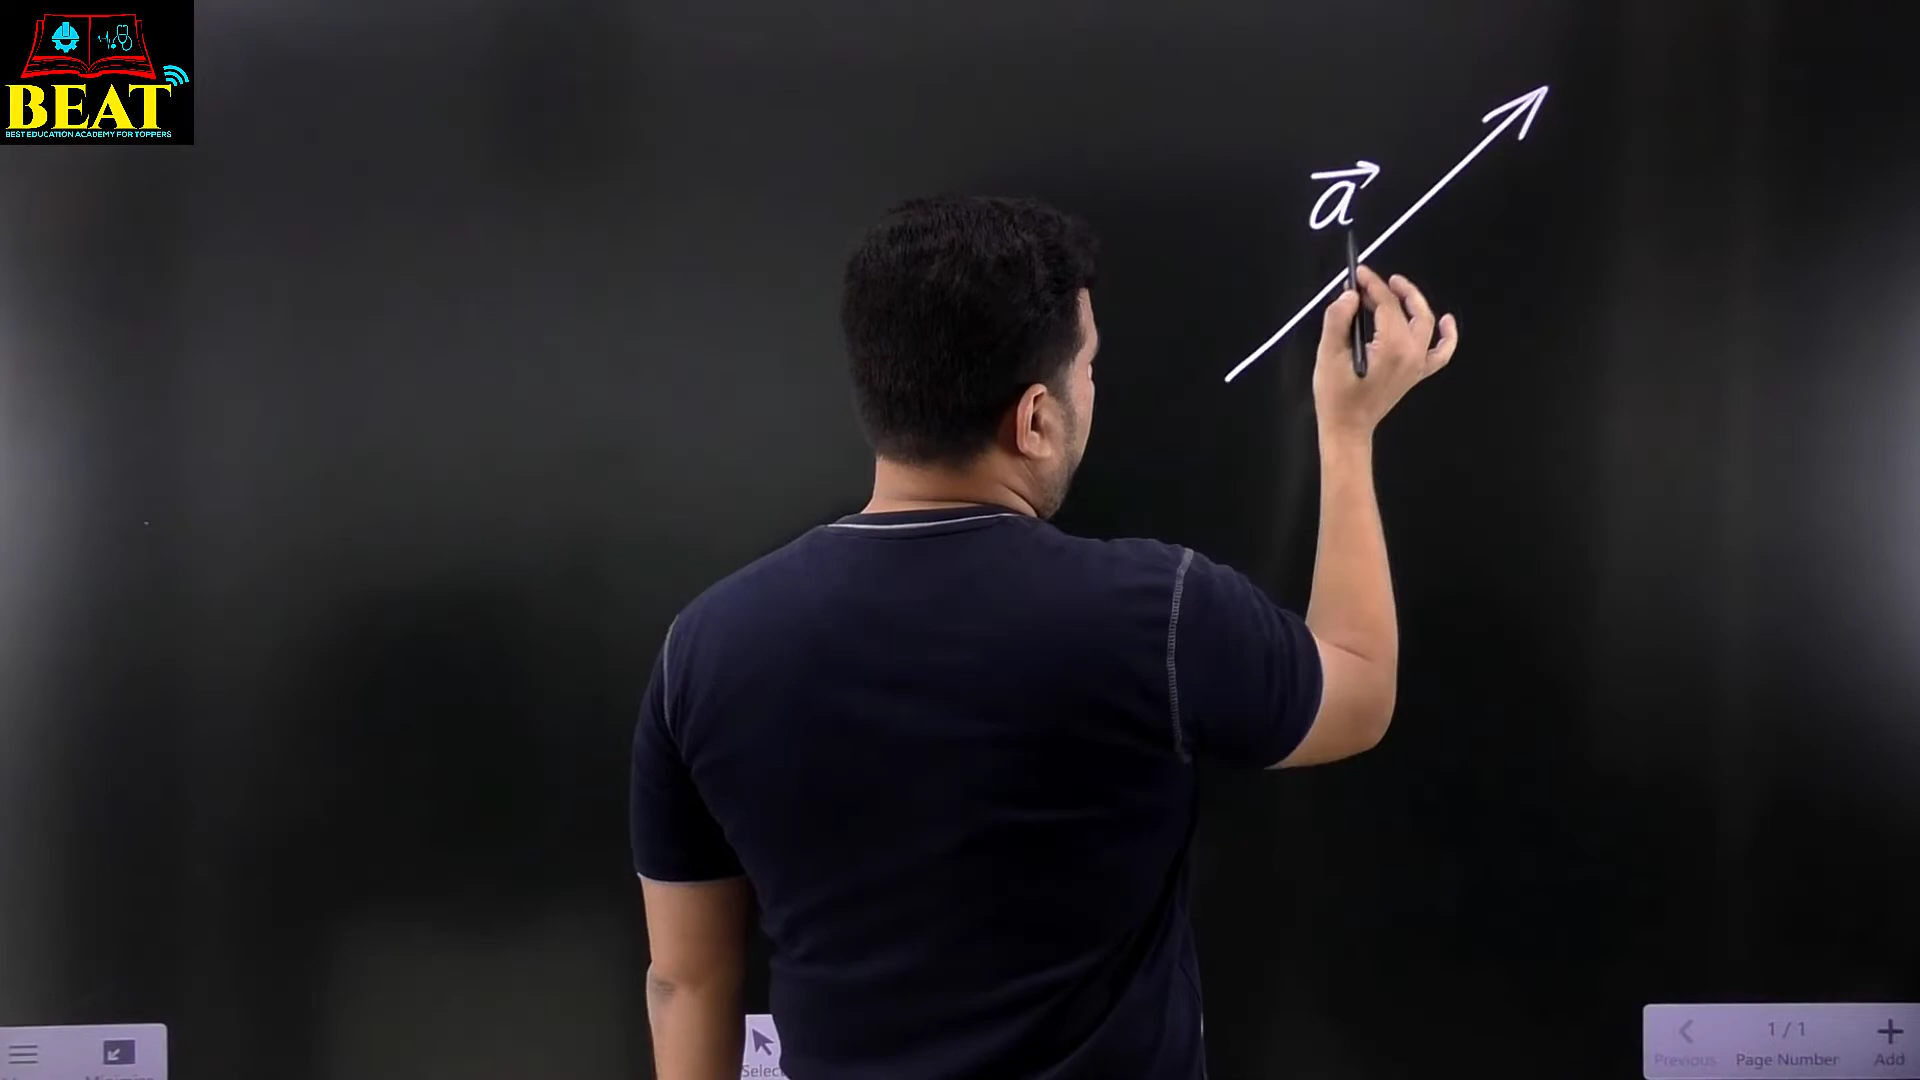 BEAT
BEST EDUCATION ACADEMY FOR TOPPERS
a⃗
Select
1 / 1
Previous
Page Number
Add